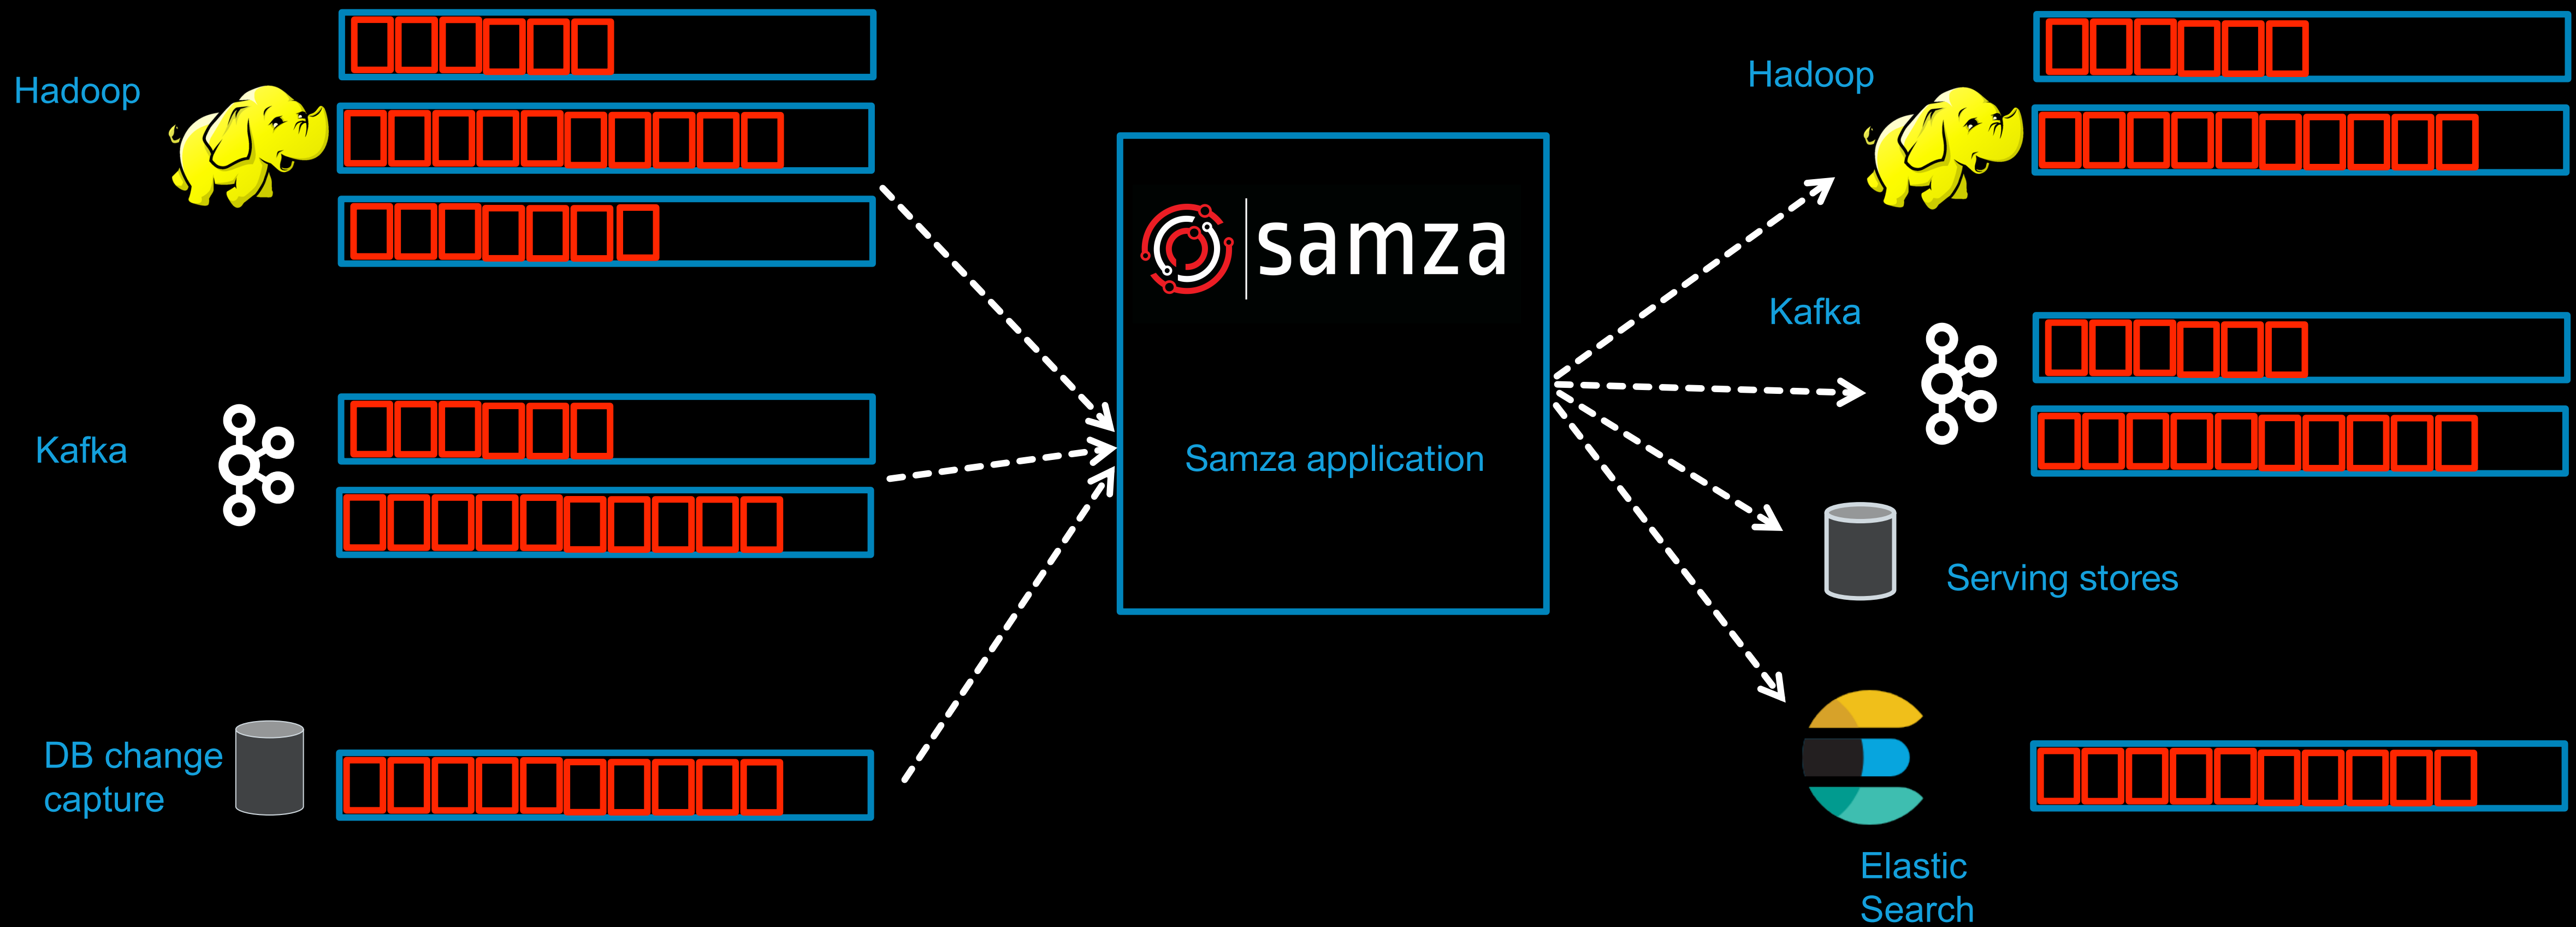 Hadoop
Kafka
DB change
capture
samza
Samza application
Hadoop
Kafka
Serving stores
Elastic
Search